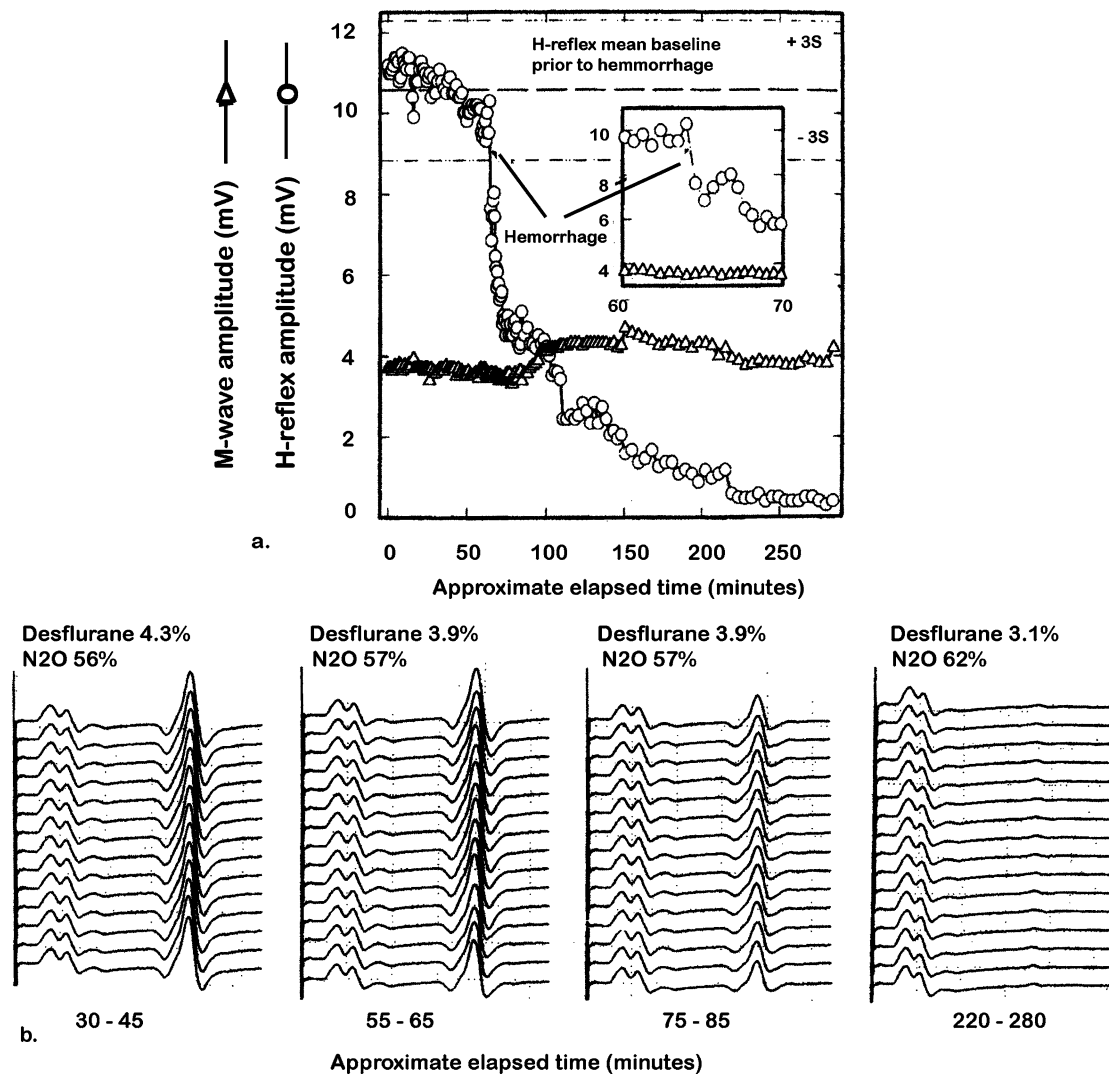 M-wave amplitude (mV)
H-reflex amplitude (mV)
12
10
8
6
4
2
0
H-reflex mean baseline
prior to hemmorrhage
+ 3S
- 3S
10
8
6
4
60
70
Hemorrhage
a.
0
50
100
150
200
250
Approximate elapsed time (minutes)
Desflurane 4.3%
N2O 56%
Desflurane 3.9%
N2O 57%
Desflurane 3.9%
N2O 57%
Desflurane 3.1%
N2O 62%
30 - 45
55 - 65
75 - 85
220 - 280
b.
Approximate elapsed time (minutes)